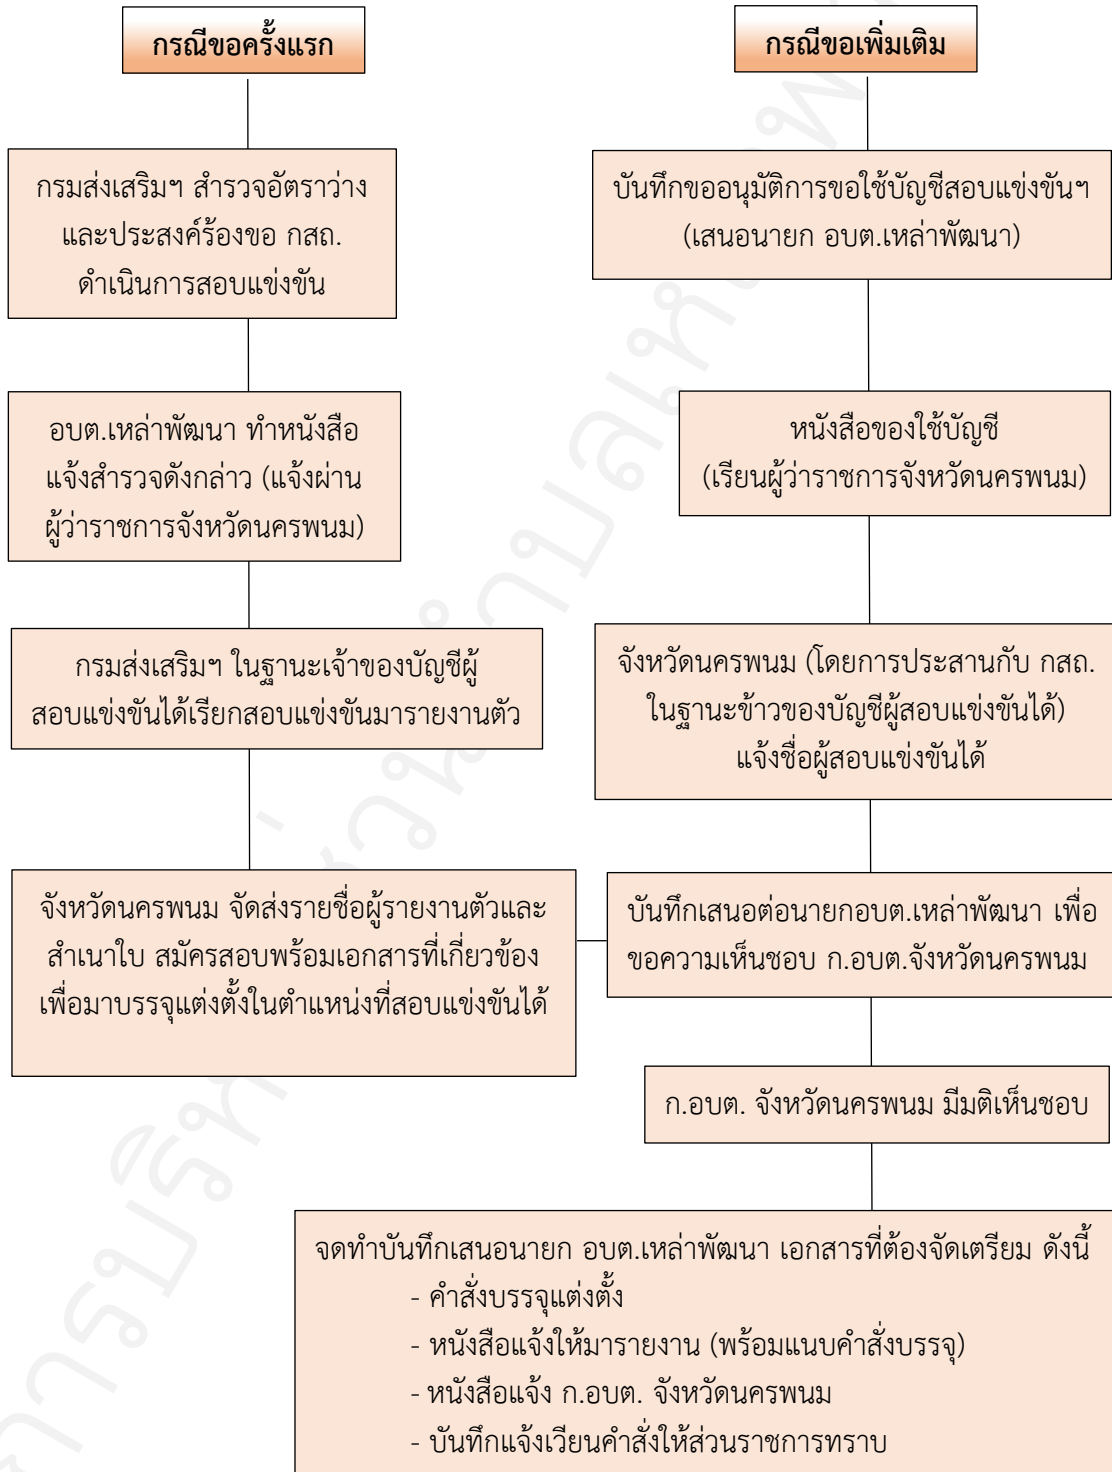 กรณีขอครั้งแรก
กรมส่งเสริมฯ สำรวจอัตราว่าง
และประสงค์ร้องขอ กสถ.
ดำเนินการสอบแข่งขัน
อบต.เหล่าพัฒนา ทำหนังสือ
แจ้งสำรวจดังกล่าว (แจ้งผ่าน
ผู้ว่าราชการจังหวัดนครพนม)
กรมส่งเสริมฯ ในฐานะเจ้าของบัญชีผู้
สอบแข่งขันได้เรียกสอบแข่งขันมารายงานตัว
จังหวัดนครพนม จัดส่งรายชื่อผู้รายงานตัวและ
สำเนาใบ สมัครสอบพร้อมเอกสารที่เกี่ยวข้อง
เพื่อมาบรรจุแต่งตั้งในตำแหน่งที่สอบแข่งขันได้
กรณีขอเพิ่มเติม
บันทึกขออนุมัติการขอใช้บัญชีสอบแข่งขันฯ
(เสนอนายก อบต.เหล่าพัฒนา)
หนังสือของใช้บัญชี
(เรียนผู้ว่าราชการจังหวัดนครพนม)
จังหวัดนครพนม (โดยการประสานกับ กสถ.
ในฐานะข้าวของบัญชีผู้สอบแข่งขันได้)
แจ้งชื่อผู้สอบแข่งขันได้
บันทึกเสนอต่อนายกอบต.เหล่าพัฒนา เพื่อ
ขอความเห็นชอบ ก.อบต.จังหวัดนครพนม
ก.อบต. จังหวัดนครพนม มีมติเห็นชอบ
จดทำบันทึกเสนอนายก อบต.เหล่าพัฒนา เอกสารที่ต้องจัดเตรียม ดังนี้
- คำสั่งบรรจุแต่งตั้ง
- หนังสือแจ้งให้มารายงาน (พร้อมแนบคำสั่งบรรจุ)
- หนังสือแจ้ง ก.อบต. จังหวัดนครพนม
- บันทึกแจ้งเวียนคำสั่งให้ส่วนราชการทราบ